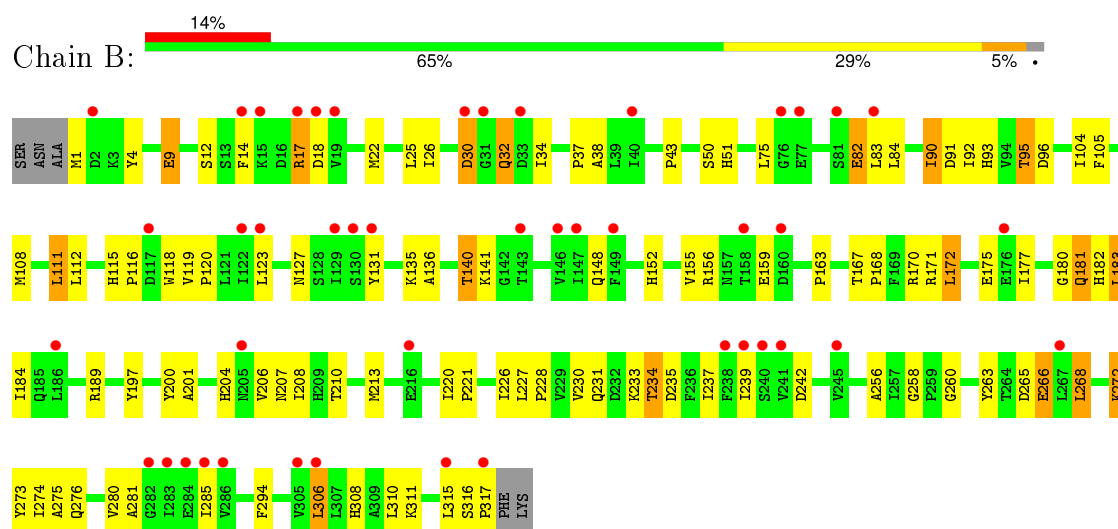 14%
Chain B:
65% 29% 5% •
SER ASN ALA M1 D2 K3 Y4 E9 S12 S13 F14 K15 D16 R17 D18 V19 M22 L25 I26 D30 G31 Q32 D33 I34 P37 A38 L39 I40 P43 S50 H51 L75 G76 E77 S81 E82 L83 L84 I90 D91 I92 H93 V94 T95 D96 I104 F105
M108 L111 L112 H115 P116 D117 W118 V119 P120 L121 I122 L123 N127 S128 I129 S130 Y131 K135 A136 T140 K141 G142 T143 V146 I147 Q148 F149 H152 V155 R156 N157 T158 E159 D160 P163 T167 P168 F169 R170 R171 L172 E175 E176 I177 G180 Q181 H182 L183
I184 Q185 L186 R189 Y197 Y200 A201 H204 N205 V206 N207 I208 H209 T210 M213 E216 I220 P221 I226 L227 P228 V229 V230 Q231 D232 K233 T234 D235 F236 I237 F238 I239 S240 V241 D242 V245 A256 I257 G258 P259 G260 Y263 T264 D265 E266 L267 L268 K272
Y273 I274 A275 Q276 V280 A281 G282 I283 E284 I285 V286 F294 V305 L306 L307 H308 A309 L310 K311 L315 S316 P317 PHE LYS